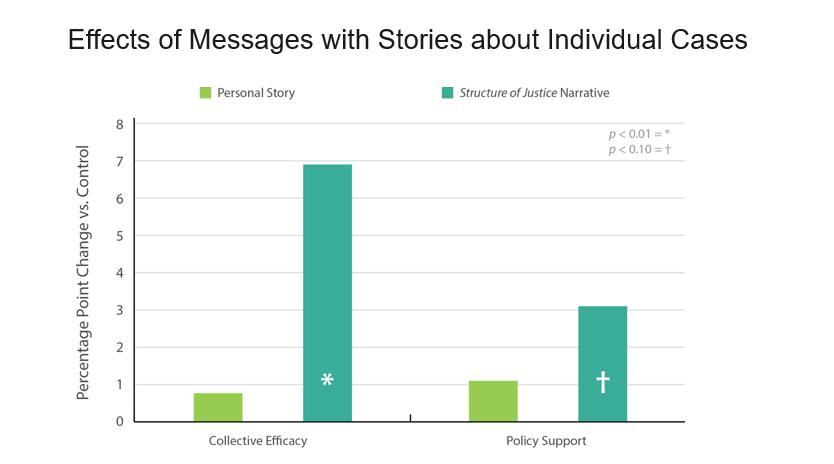 Effects of Messages with Stories about Individual Cases
Personal Story
Structure of Justice Narrative
p < 0.01 = *
p < 0.10 = †
Percentage Point Change vs. Control
8
7
6
5
4
3
2
1
0
*
†
Collective Efficacy
Policy Support